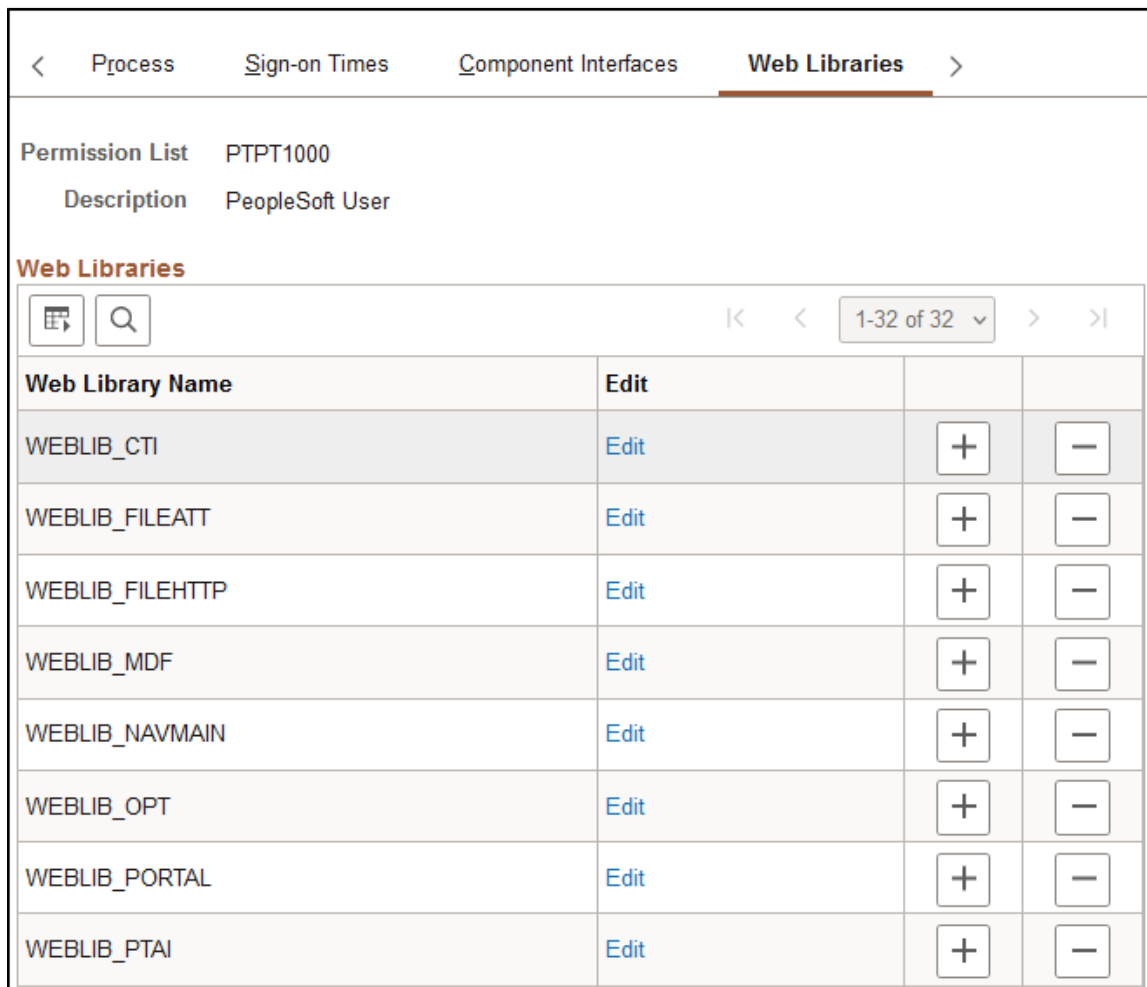 Process Sign-on Times Component Interfaces Web Libraries
Permission List PTPT1000
Description PeopleSoft User
Web Libraries
1-32 of 32
Web Library Name Edit
WEBLIB_CTI Edit
WEBLIB_FILEATT Edit
WEBLIB_FILEHTTP Edit
WEBLIB_MDF Edit
WEBLIB_NAVMAIN Edit
WEBLIB_OPT Edit
WEBLIB_PORTAL Edit
WEBLIB_PTAI Edit